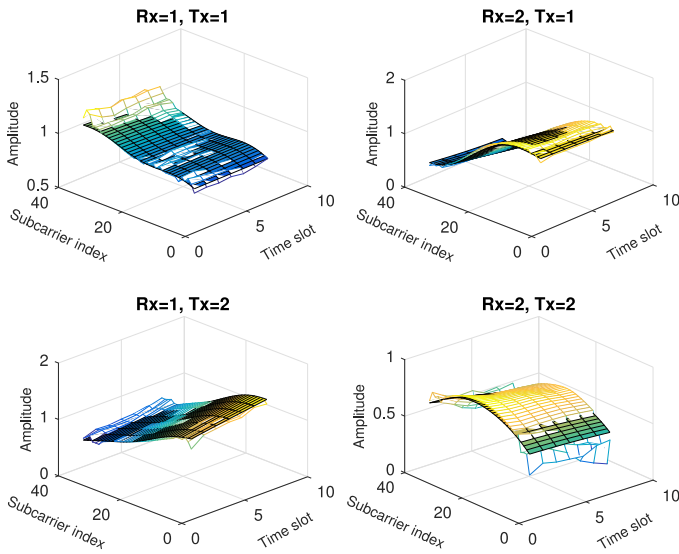 Rx=1, Tx=1
1.5
1
0.5
Amplitude
40
20
0
Subcarrier index
0
5
10
Time slot
Rx=2, Tx=1
2
1
0
Amplitude
40
20
0
Subcarrier index
0
5
10
Time slot
Rx=1, Tx=2
2
1
0
Amplitude
40
20
0
Subcarrier index
0
5
10
Time slot
Rx=2, Tx=2
1
0.5
0
Amplitude
40
20
0
Subcarrier index
0
5
10
Time slot